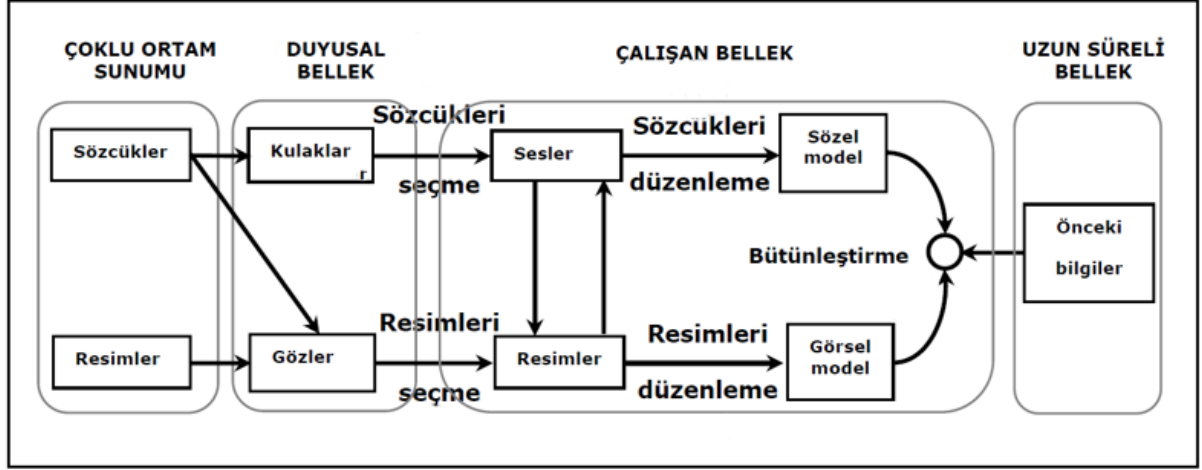 ÇOKLU ORTAM
SUNUMU
DUYUSAL
BELLEK
ÇALIŞAN BELLEK
UZUN SÜRELİ
BELLEK
Sözcükler
Kulaklar
r
Sözcükleri
seçme
Sesler
Sözcükleri
düzenleme
Sözel
model
Bütünleştirme
Önceki
bilgiler
Resimler
Gözler
Resimleri
seçme
Resimler
Resimleri
düzenleme
Görsel
model